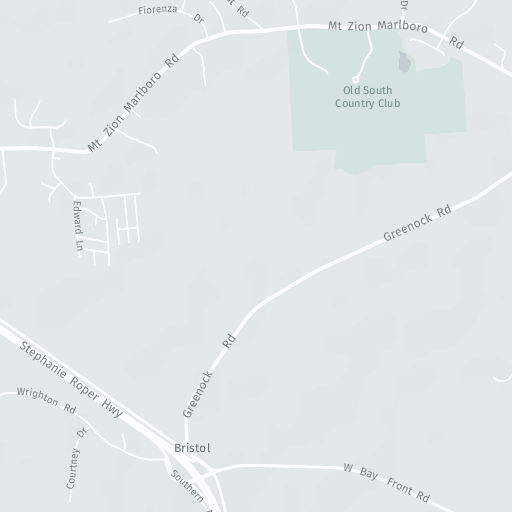 Fiorenza Dr
Dr
Mt Zion Marlboro Rd
Mt Zion Marlboro Rd
Old South
Country Club
Edward Ln
Greenock Rd
Greenock Rd
Stephanie Roper Hwy
Wrighton Rd
Courtney Dr
Bristol
Southern
W Bay Front Rd